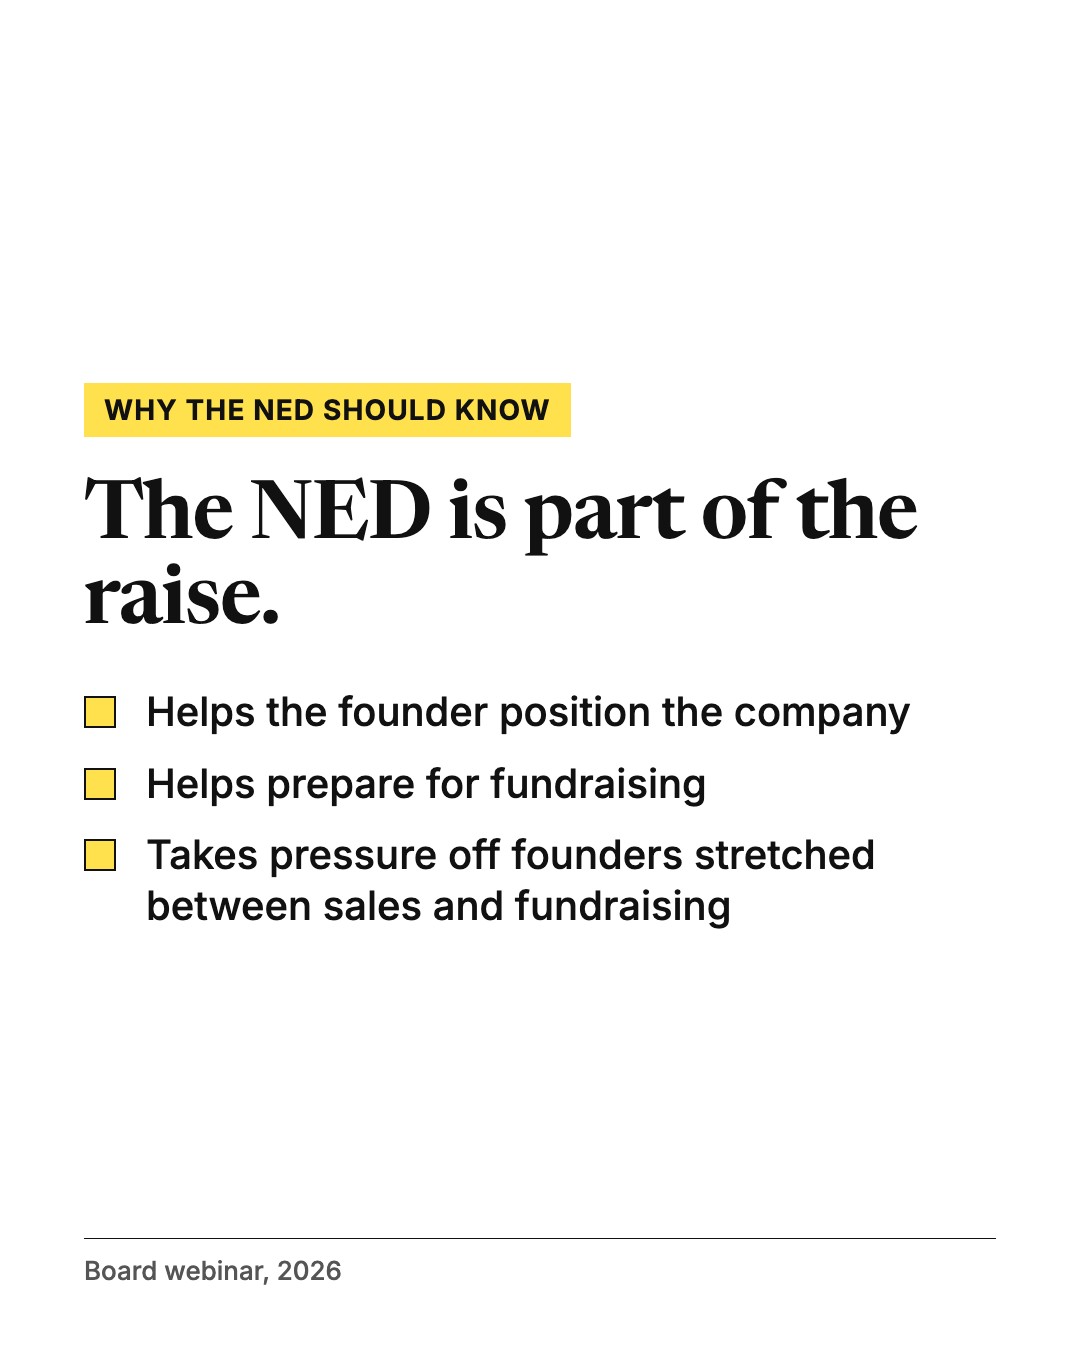 WHY THE NED SHOULD KNOW
The NED is part of the
raise.
Helps the founder position the company
Helps prepare for fundraising
Takes pressure off founders stretched
between sales and fundraising
Board webinar, 2026